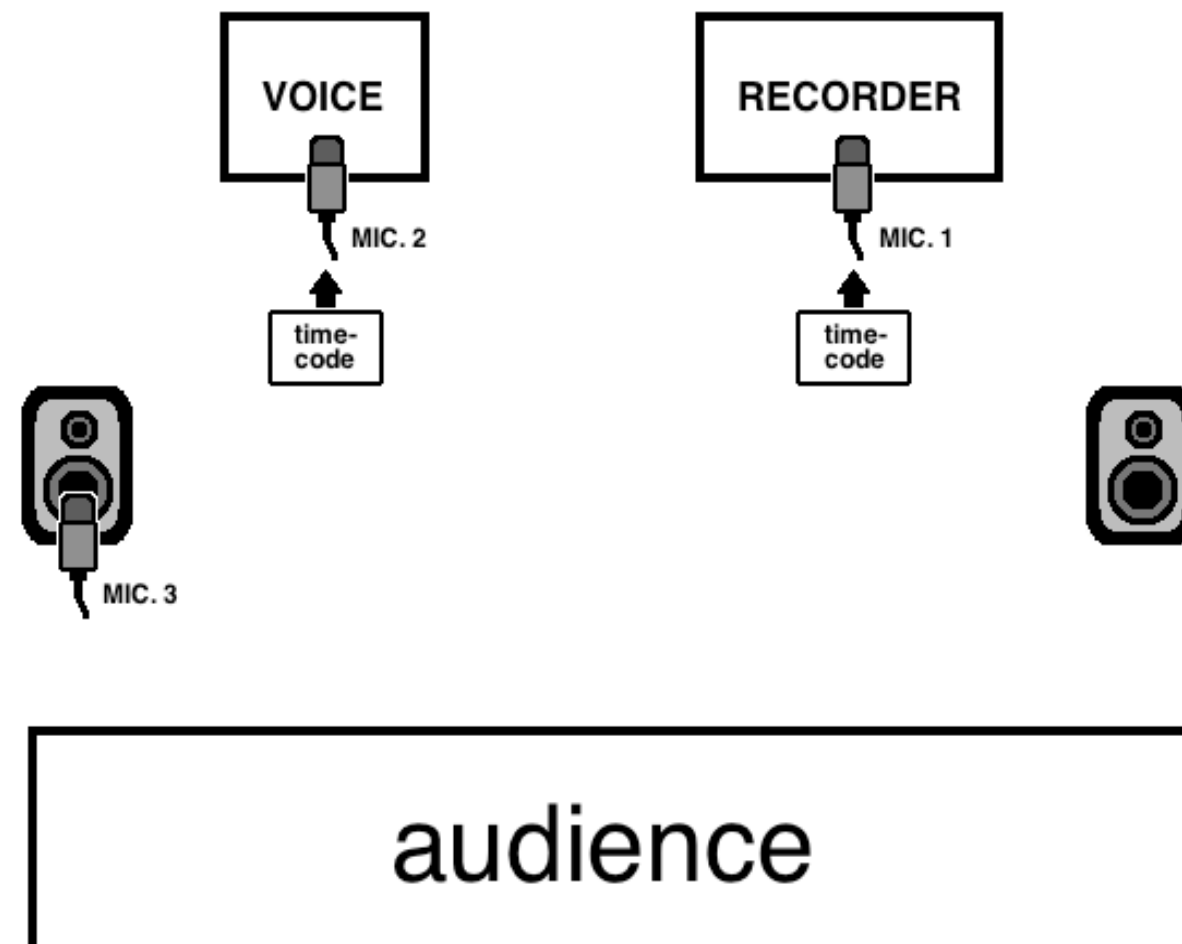 VOICE
RECORDER
MIC. 2
MIC. 1
time-
code
time-
code
MIC. 3
audience